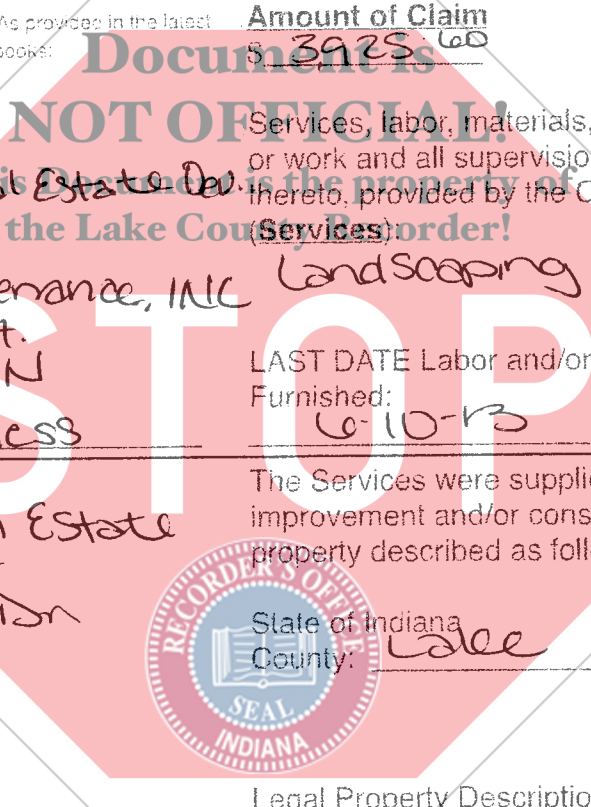 As provided in the latest
books:
Amount of Claim
$ 3925.60
Document is
NOT OFFICIAL!
This Document is the property of
the Lake County Recorder!
Services, labor, materials,
or work and all supervisio
thereto, provided by the C
(Services):
Landscaping
Estate Dev.
enance, INC
t.
N
ess
LAST DATE Labor and/or
Furnished:
6-10-13
STOP
The Services were supplie
improvement and/or cons
property described as foll
Estate
Dr
State of Indiana
County: Lake
RECORDER'S OFFICE
SEAL
INDIANA
Legal Property Descriptio